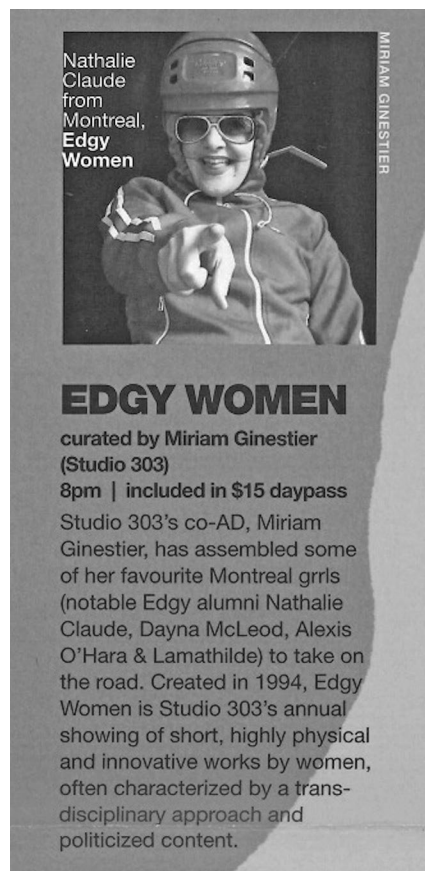 Nathalie
Claude
from
Montreal,
Edgy
Women
MIRIAM GINESTIER
EDGY WOMEN
curated by Miriam Ginestier
(Studio 303)
8pm | included in $15 daypass
Studio 303's co-AD, Miriam
Ginestier, has assembled some
of her favourite Montreal grrls
(notable Edgy alumni Nathalie
Claude, Dayna McLeod, Alexis
O'Hara & Lamathilde) to take on
the road. Created in 1994, Edgy
Women is Studio 303's annual
showing of short, highly physical
and innovative works by women,
often characterized by a trans-
disciplinary approach and
politicized content.